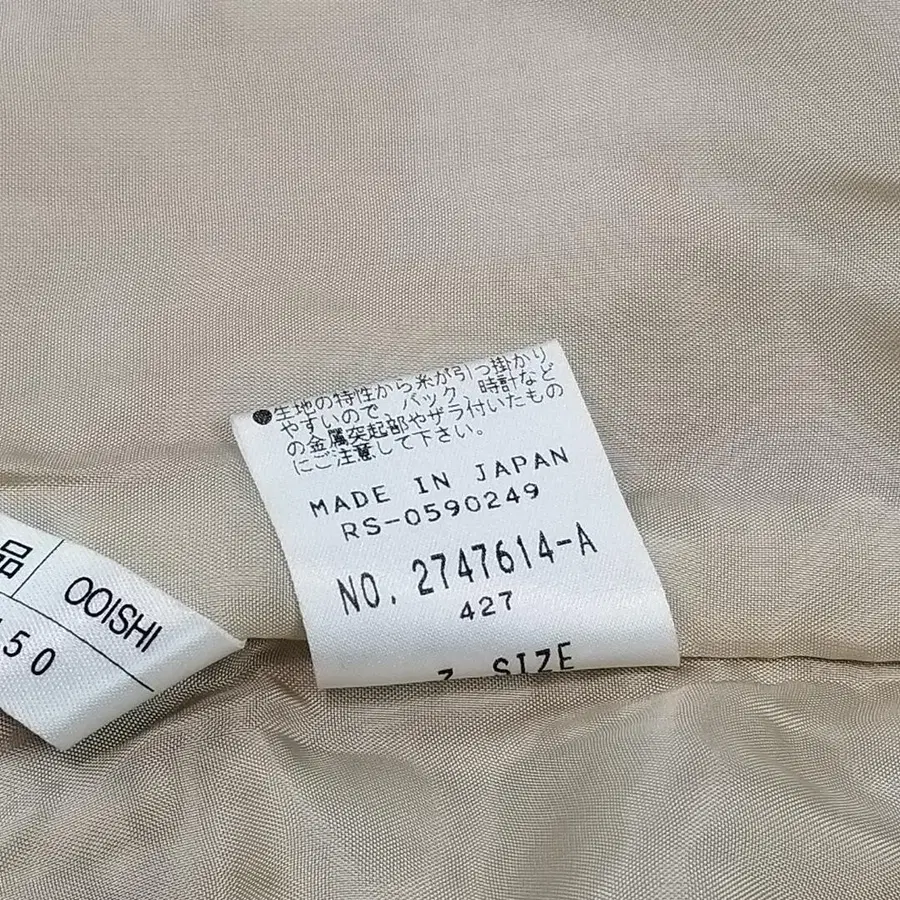 ●生地の特性から糸が引っ掛かり
やすいので、バック、時計など
の金属突起部やザラ付いたもの
にご注意して下さい。
MADE IN JAPAN
RS-0590249
NO. 2747614-A
427
SIZE
品 OOISHI
50